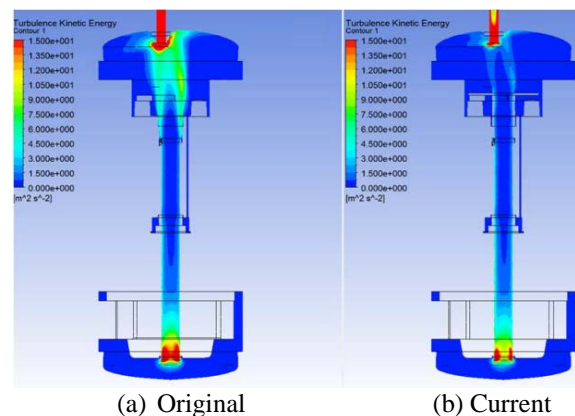 Turbulence Kinetic Energy
Contour 1
1.500e+001
1.350e+001
1.200e+001
1.050e+001
9.000e+000
7.500e+000
6.000e+000
4.500e+000
3.000e+000
1.500e+000
0.000e+000
[m^2 s^-2]
Turbulence Kinetic Energy
Contour 1
1.500e+001
1.350e+001
1.200e+001
1.050e+001
9.000e+000
7.500e+000
6.000e+000
4.500e+000
3.000e+000
1.500e+000
0.000e+000
[m^2 s^-2]
(a) Original
(b) Current